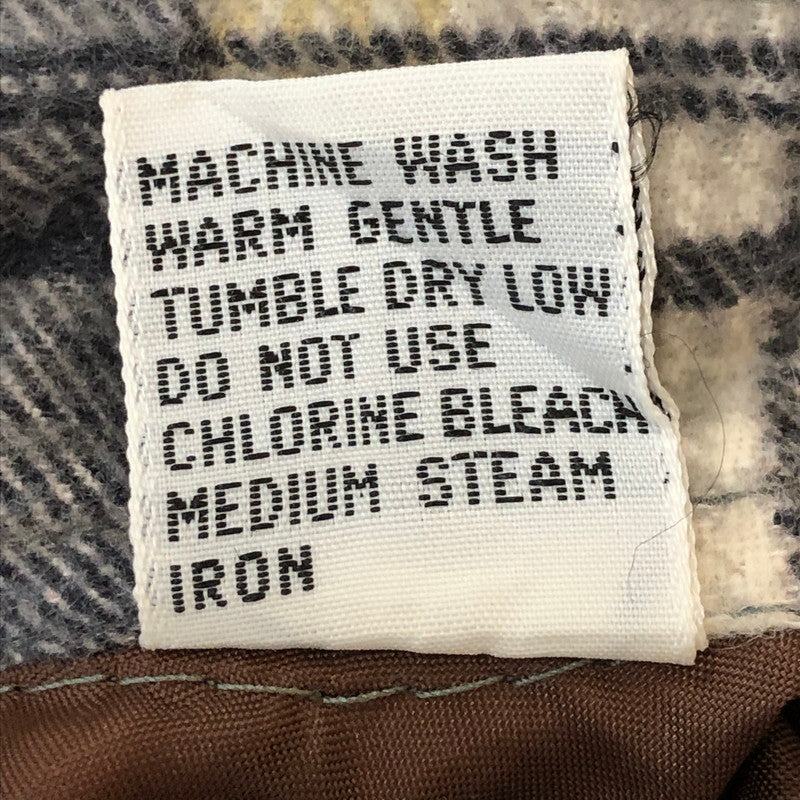 MACHINE WASH
WARM GENTLE
TUMBLE DRY LOW
DO NOT USE
CHLORINE BLEACH
MEDIUM STEAM
IRON